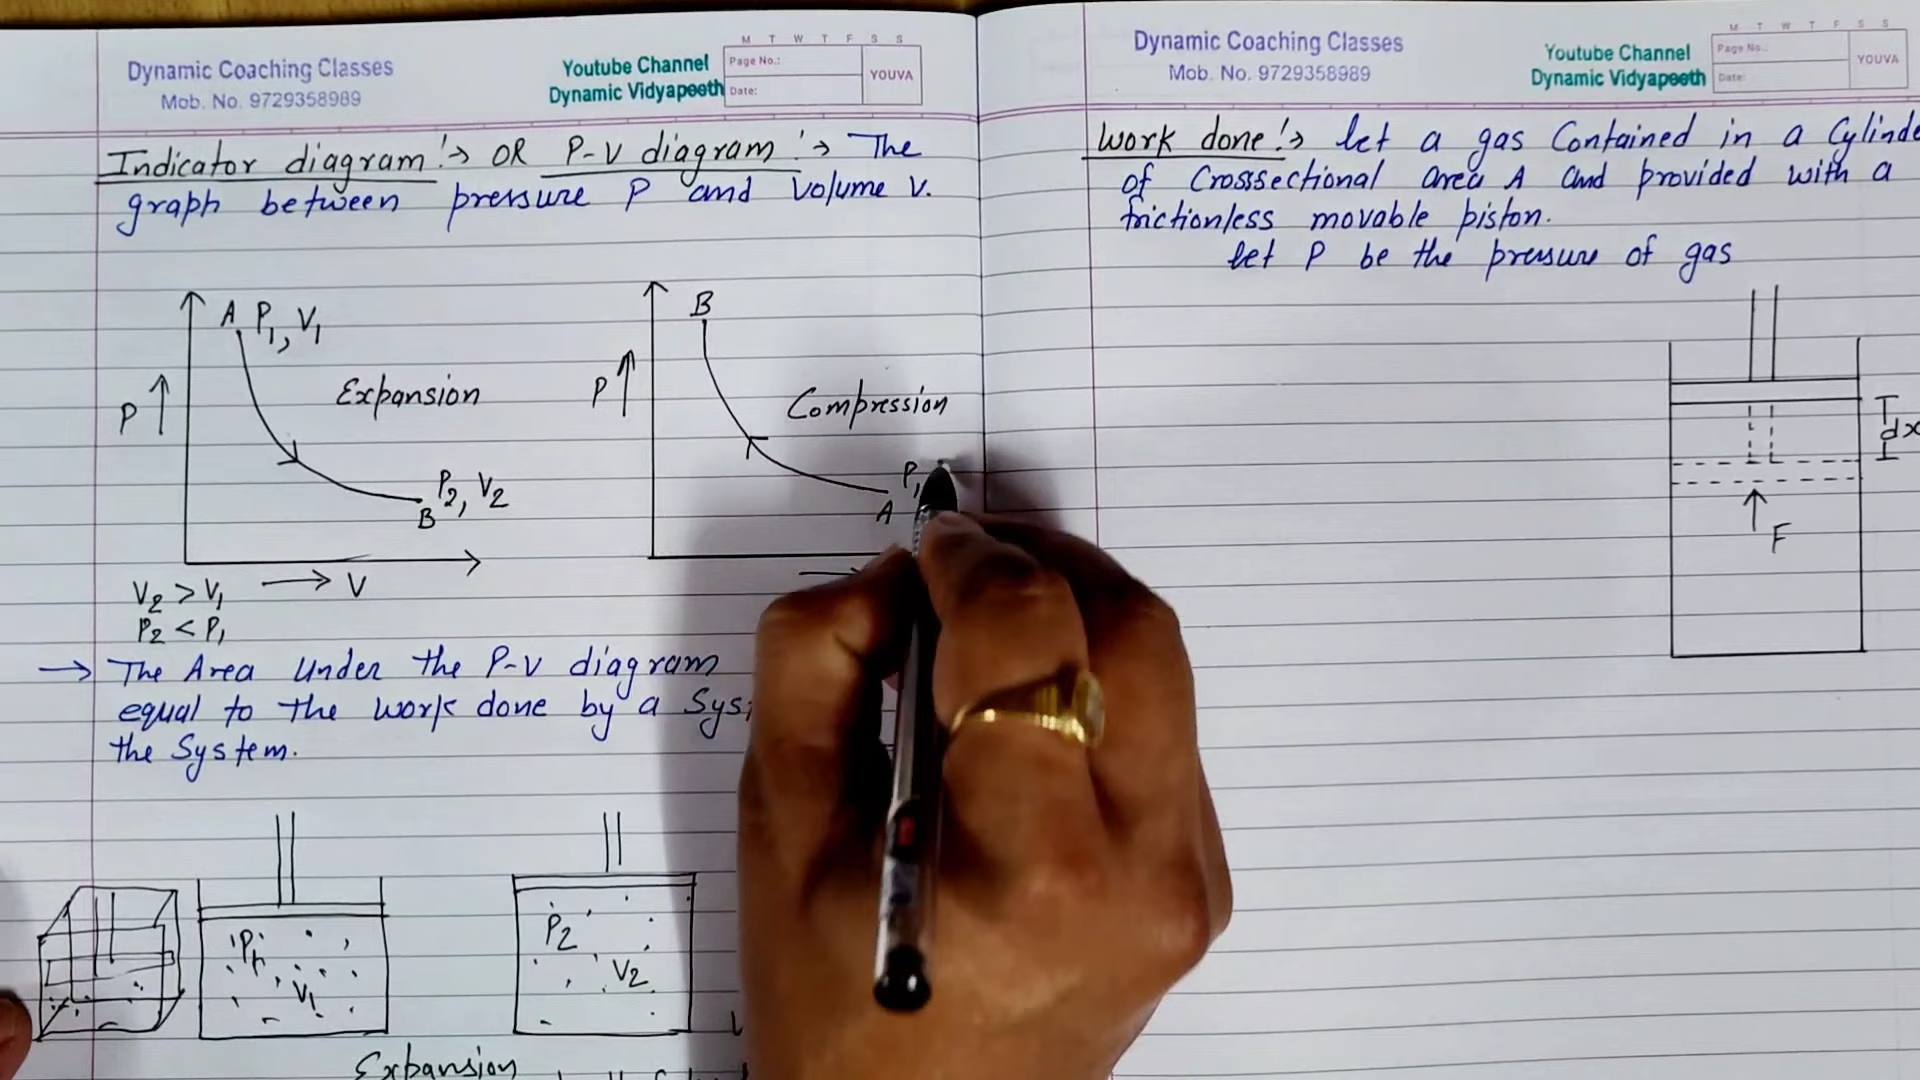 Dynamic Coaching Classes
Mob. No. 9729358989
Youtube Channel
Dynamic Vidyapeeth
M T W T F S S
Page No.:
Date:
YOUVA
Indicator diagram :→ OR P-V diagram :→ The
graph between pressure P and volume V.
A P1, V1
Expansion
P
P2, V2
B
V
V2 > V1
P2 < P1
B
Compression
P
P1,
A
→ The Area Under the P-V diagram
equal to the work done by a
the System.
P1
V1
P2
V2
Expansion
Dynamic Coaching Classes
Mob. No. 9729358989
Youtube Channel
Dynamic Vidyapeeth
M T W T F S S
Page No.:
Date:
YOUVA
Work done :→ let a gas Contained in a
of Crosssectional area A and provided with a
frictionless movable piston.
let P be the pressure of gas
dx
F